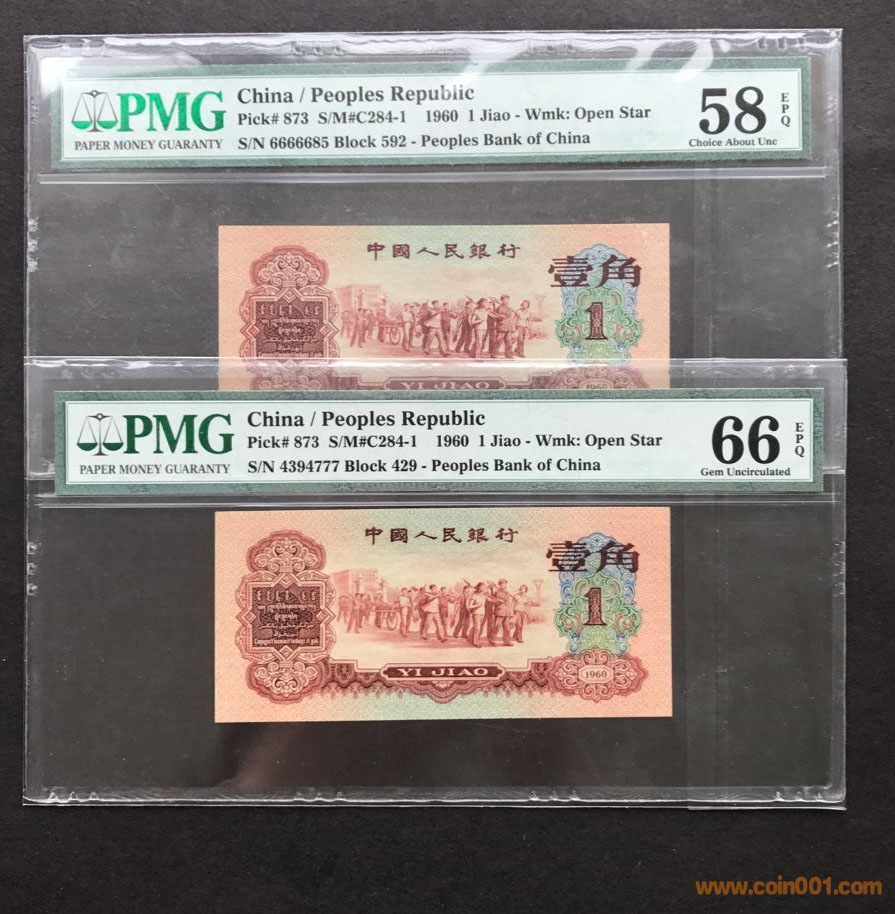 PMG
PAPER MONEY GUARANTY
China / Peoples Republic
Pick# 873 S/M#C284-1 1960 1 Jiao - Wmk: Open Star
S/N 6666685 Block 592 - Peoples Bank of China
58
EPQ
Choice About Unc
中國人民銀行
壹角
1
YI JIAO
1960
PMG
PAPER MONEY GUARANTY
China / Peoples Republic
Pick# 873 S/M#C284-1 1960 1 Jiao - Wmk: Open Star
S/N 4394777 Block 429 - Peoples Bank of China
66
EPQ
Gem Uncirculated
中國人民銀行
壹角
1
YI JIAO
1960
www.coin001.com